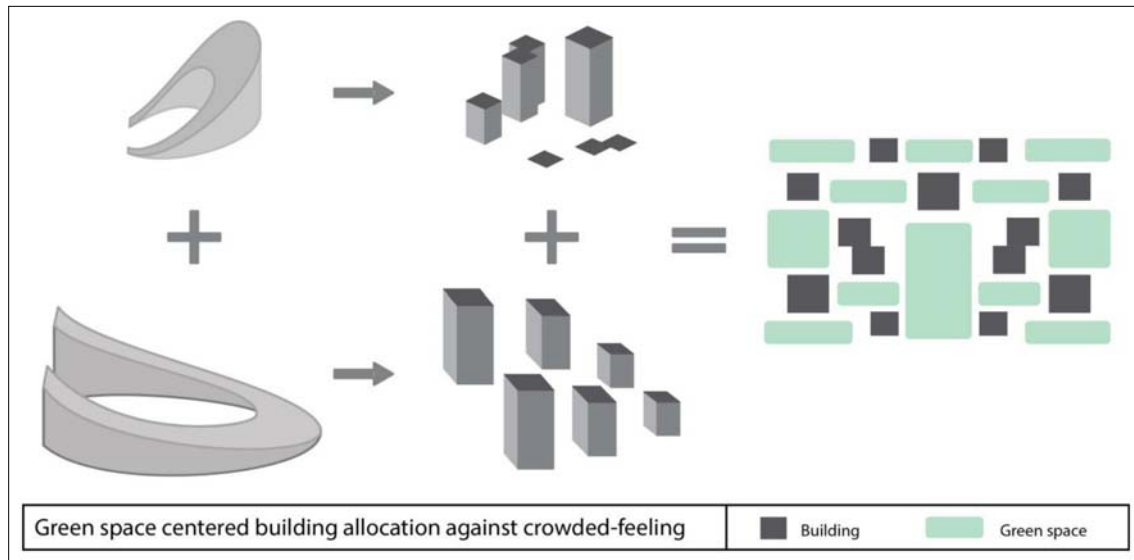 Green space centered building allocation against crowded-feeling
Building
Green space